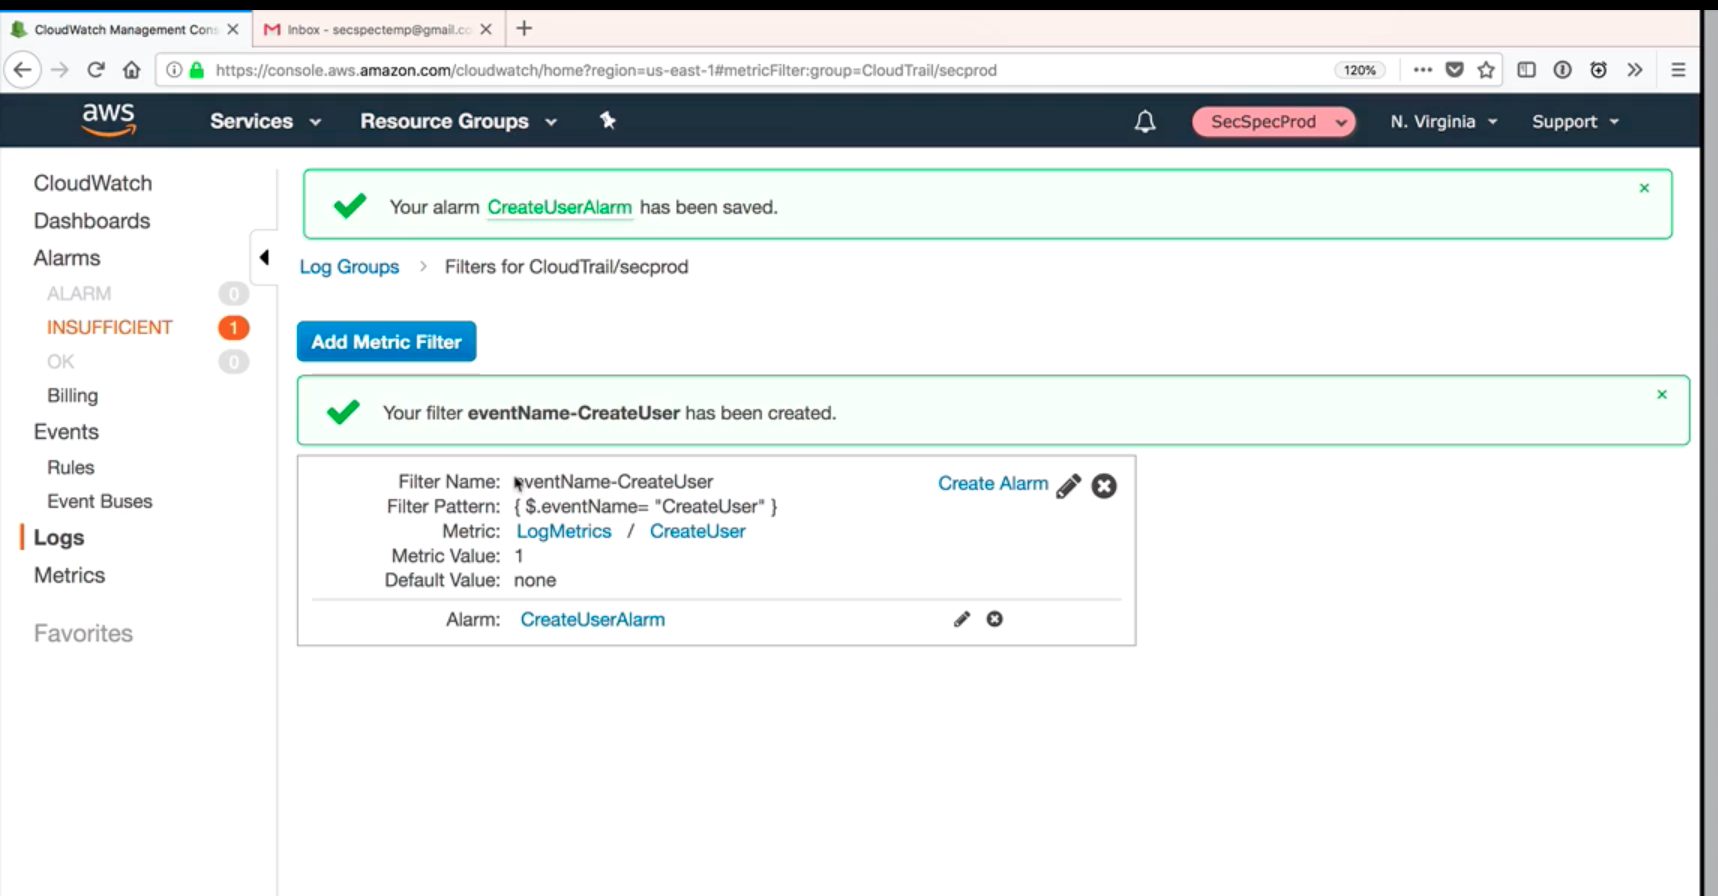 CloudWatch Management Cons
Inbox - secspectemp@gmail.co
https://console.aws.amazon.com/cloudwatch/home?region=us-east-1#metricFilter:group=CloudTrail/secprod
120%
aws
Services
Resource Groups
SecSpecProd
N. Virginia
Support
CloudWatch
Dashboards
Alarms
ALARM 0
INSUFFICIENT 1
OK 0
Billing
Events
Rules
Event Buses
Logs
Metrics
Favorites
Your alarm CreateUserAlarm has been saved.
Log Groups > Filters for CloudTrail/secprod
Add Metric Filter
Your filter eventName-CreateUser has been created.
Filter Name: eventName-CreateUser
Create Alarm
Filter Pattern: { $.eventName= "CreateUser" }
Metric: LogMetrics / CreateUser
Metric Value: 1
Default Value: none
Alarm: CreateUserAlarm